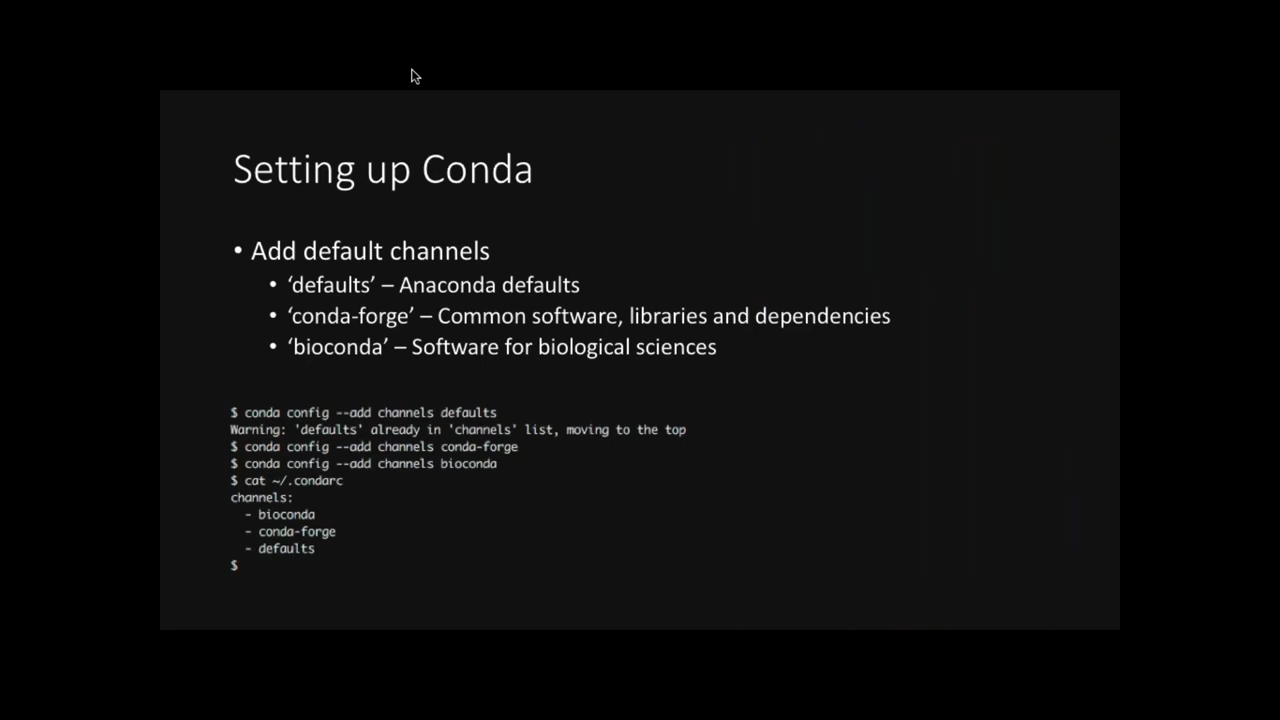 Setting up Conda
• Add default channels
• ‘defaults’ – Anaconda defaults
• ‘conda-forge’ – Common software, libraries and dependencies
• ‘bioconda’ – Software for biological sciences
$ conda config --add channels defaults
Warning: 'defaults' already in 'channels' list, moving to the top
$ conda config --add channels conda-forge
$ conda config --add channels bioconda
$ cat ~/.condarc
channels:
  - bioconda
  - conda-forge
  - defaults
$